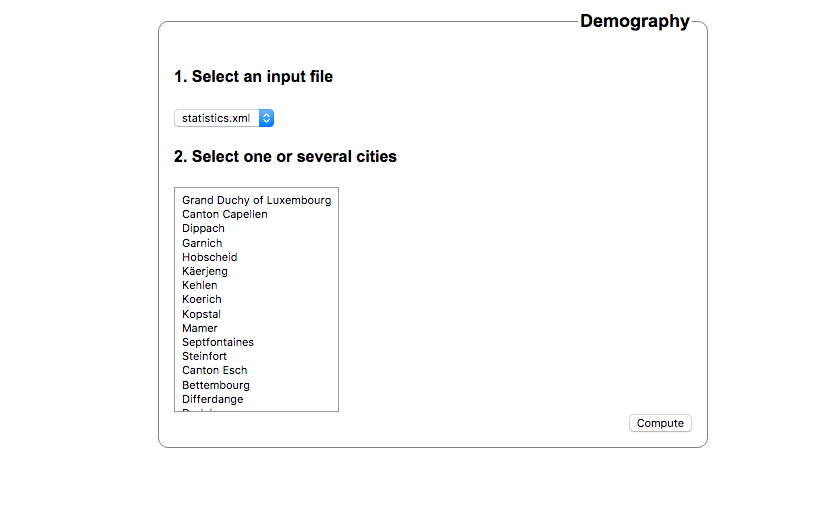 Demography
1. Select an input file
statistics.xml
2. Select one or several cities
Grand Duchy of Luxembourg
Canton Capellen
Dippach
Garnich
Hobscheid
Käerjeng
Kehlen
Koerich
Kopstal
Mamer
Septfontaines
Steinfort
Canton Esch
Bettembourg
Differdange
Compute